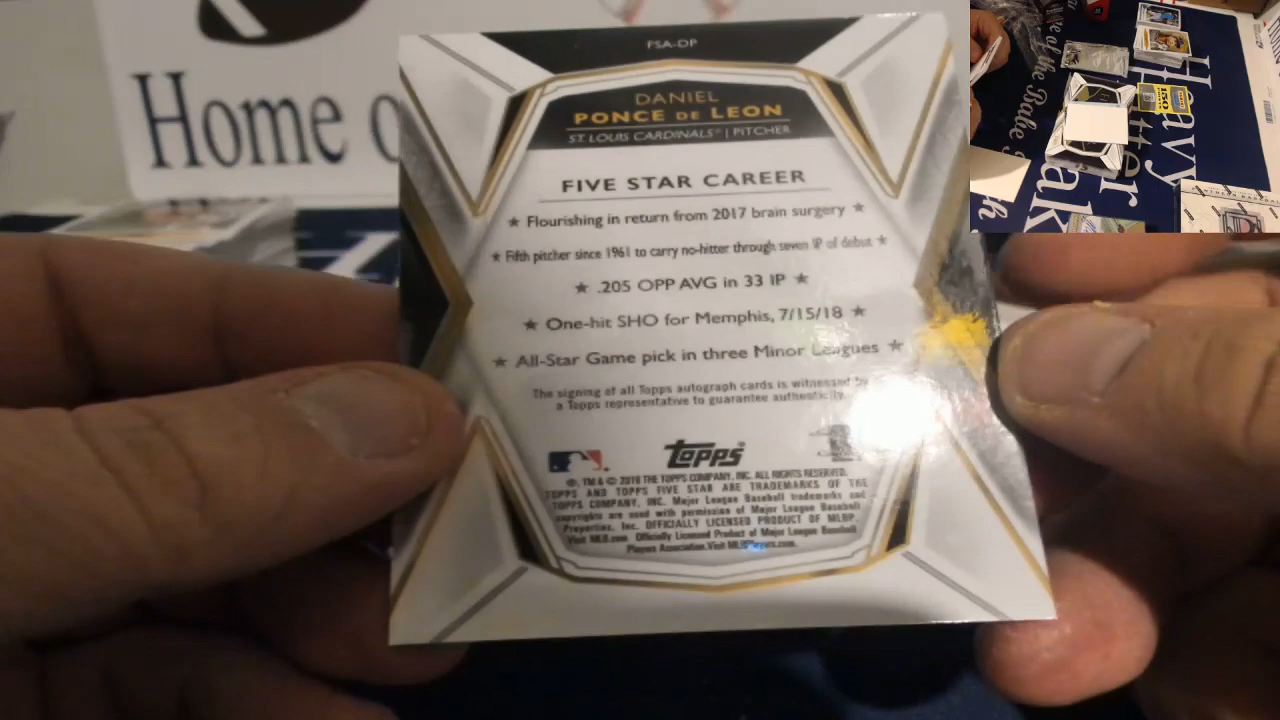 Home o
FSA-DP
DANIEL
PONCE DE LEON
ST. LOUIS CARDINALS™ | PITCHER
FIVE STAR CAREER
★ Flourishing in return from 2017 brain surgery ★
★ Fifth pitcher since 1961 to carry no-hitter through seven IP of debut ★
★ .205 OPP AVG in 33 IP ★
★ One-hit SHO for Memphis, 7/15/18 ★
★ All-Star Game pick in three Minor Leagues ★
The signing of all Topps autograph cards is witnessed by
a Topps representative to guarantee authenticity.
TOPPS
®, TM & © 2019 THE TOPPS COMPANY, INC. ALL RIGHTS RESERVED.
TOPPS AND TOPPS FIVE STAR ARE TRADEMARKS OF THE
TOPPS COMPANY, INC. Major League Baseball trademarks and
copyrights are used with permission of Major League Baseball
Properties, Inc. OFFICIALLY LICENSED PRODUCT OF MLBP.
Visit MLB.com Officially Licensed Product of Major League Baseball
Players Association. Visit MLBPlayers.com.
Heavy
150